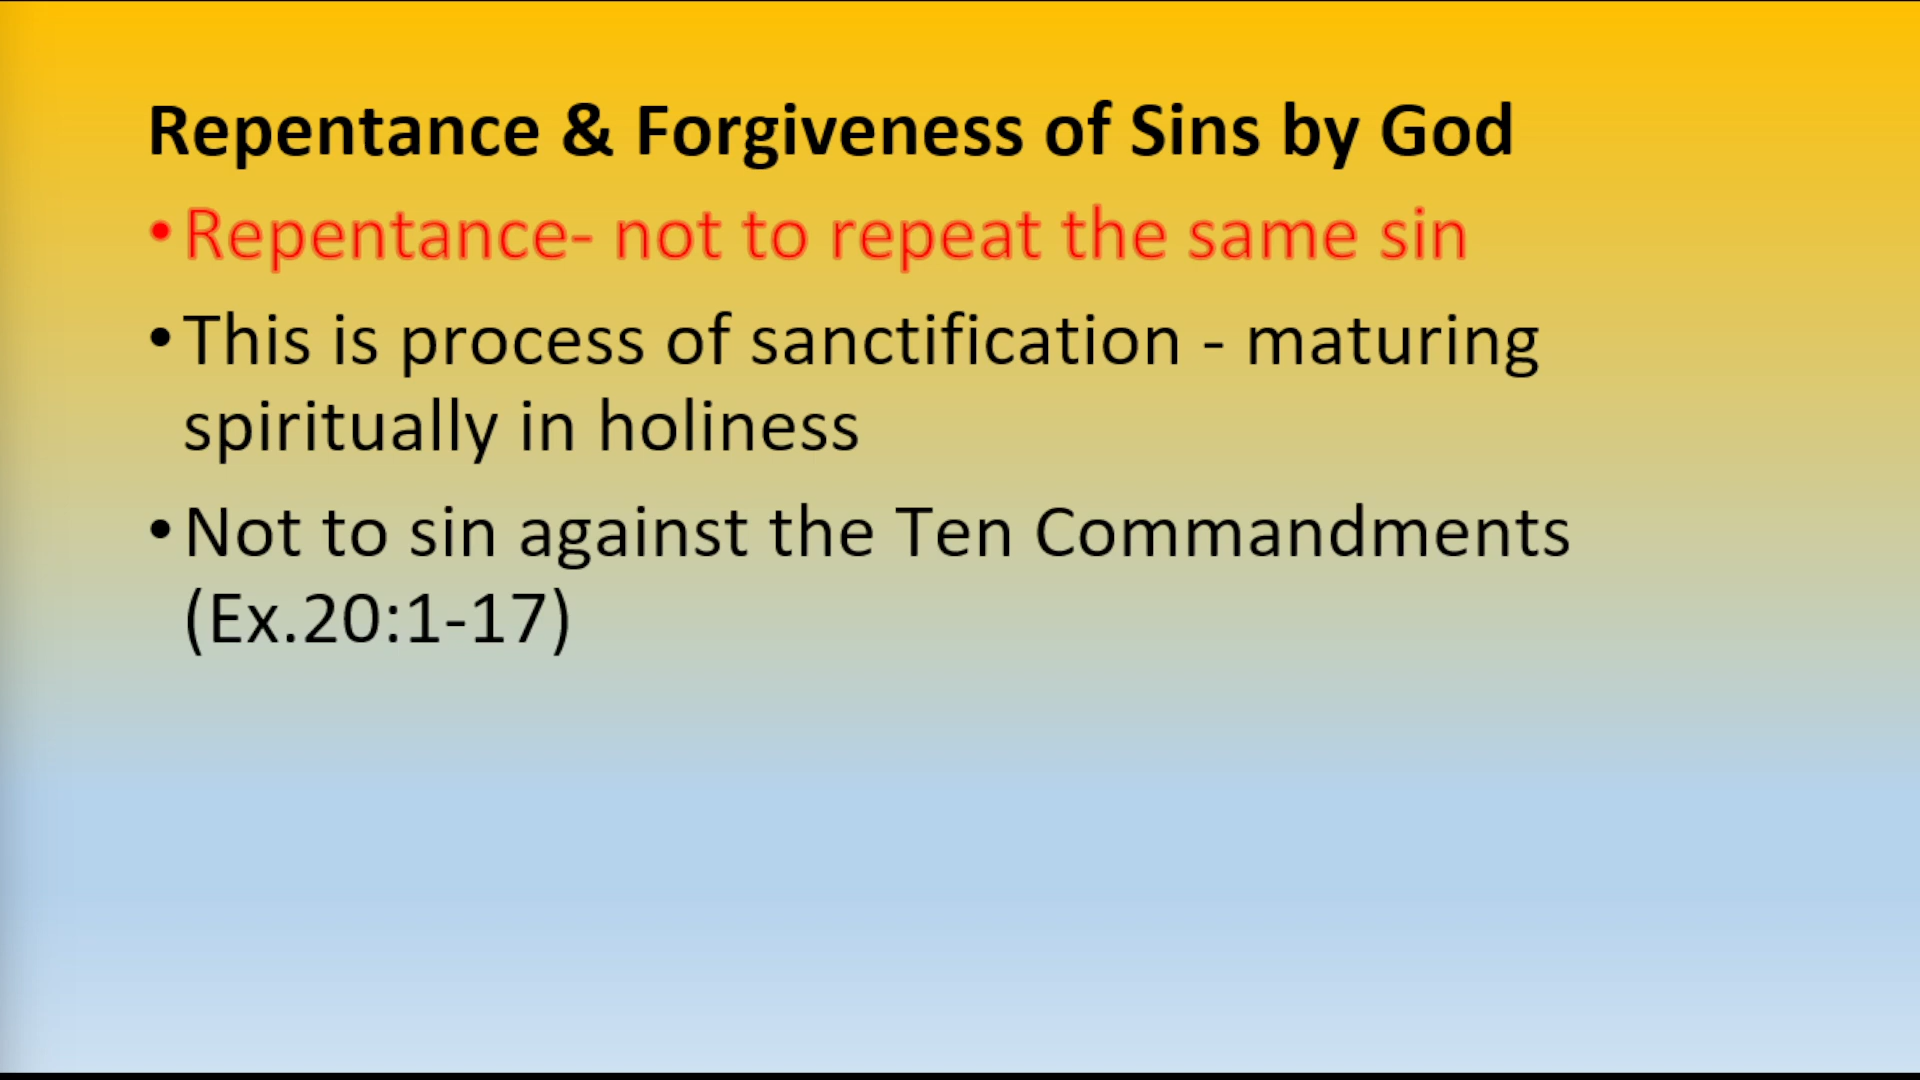 Repentance & Forgiveness of Sins by God
• Repentance- not to repeat the same sin
• This is process of sanctification - maturing
spiritually in holiness
• Not to sin against the Ten Commandments
(Ex.20:1-17)